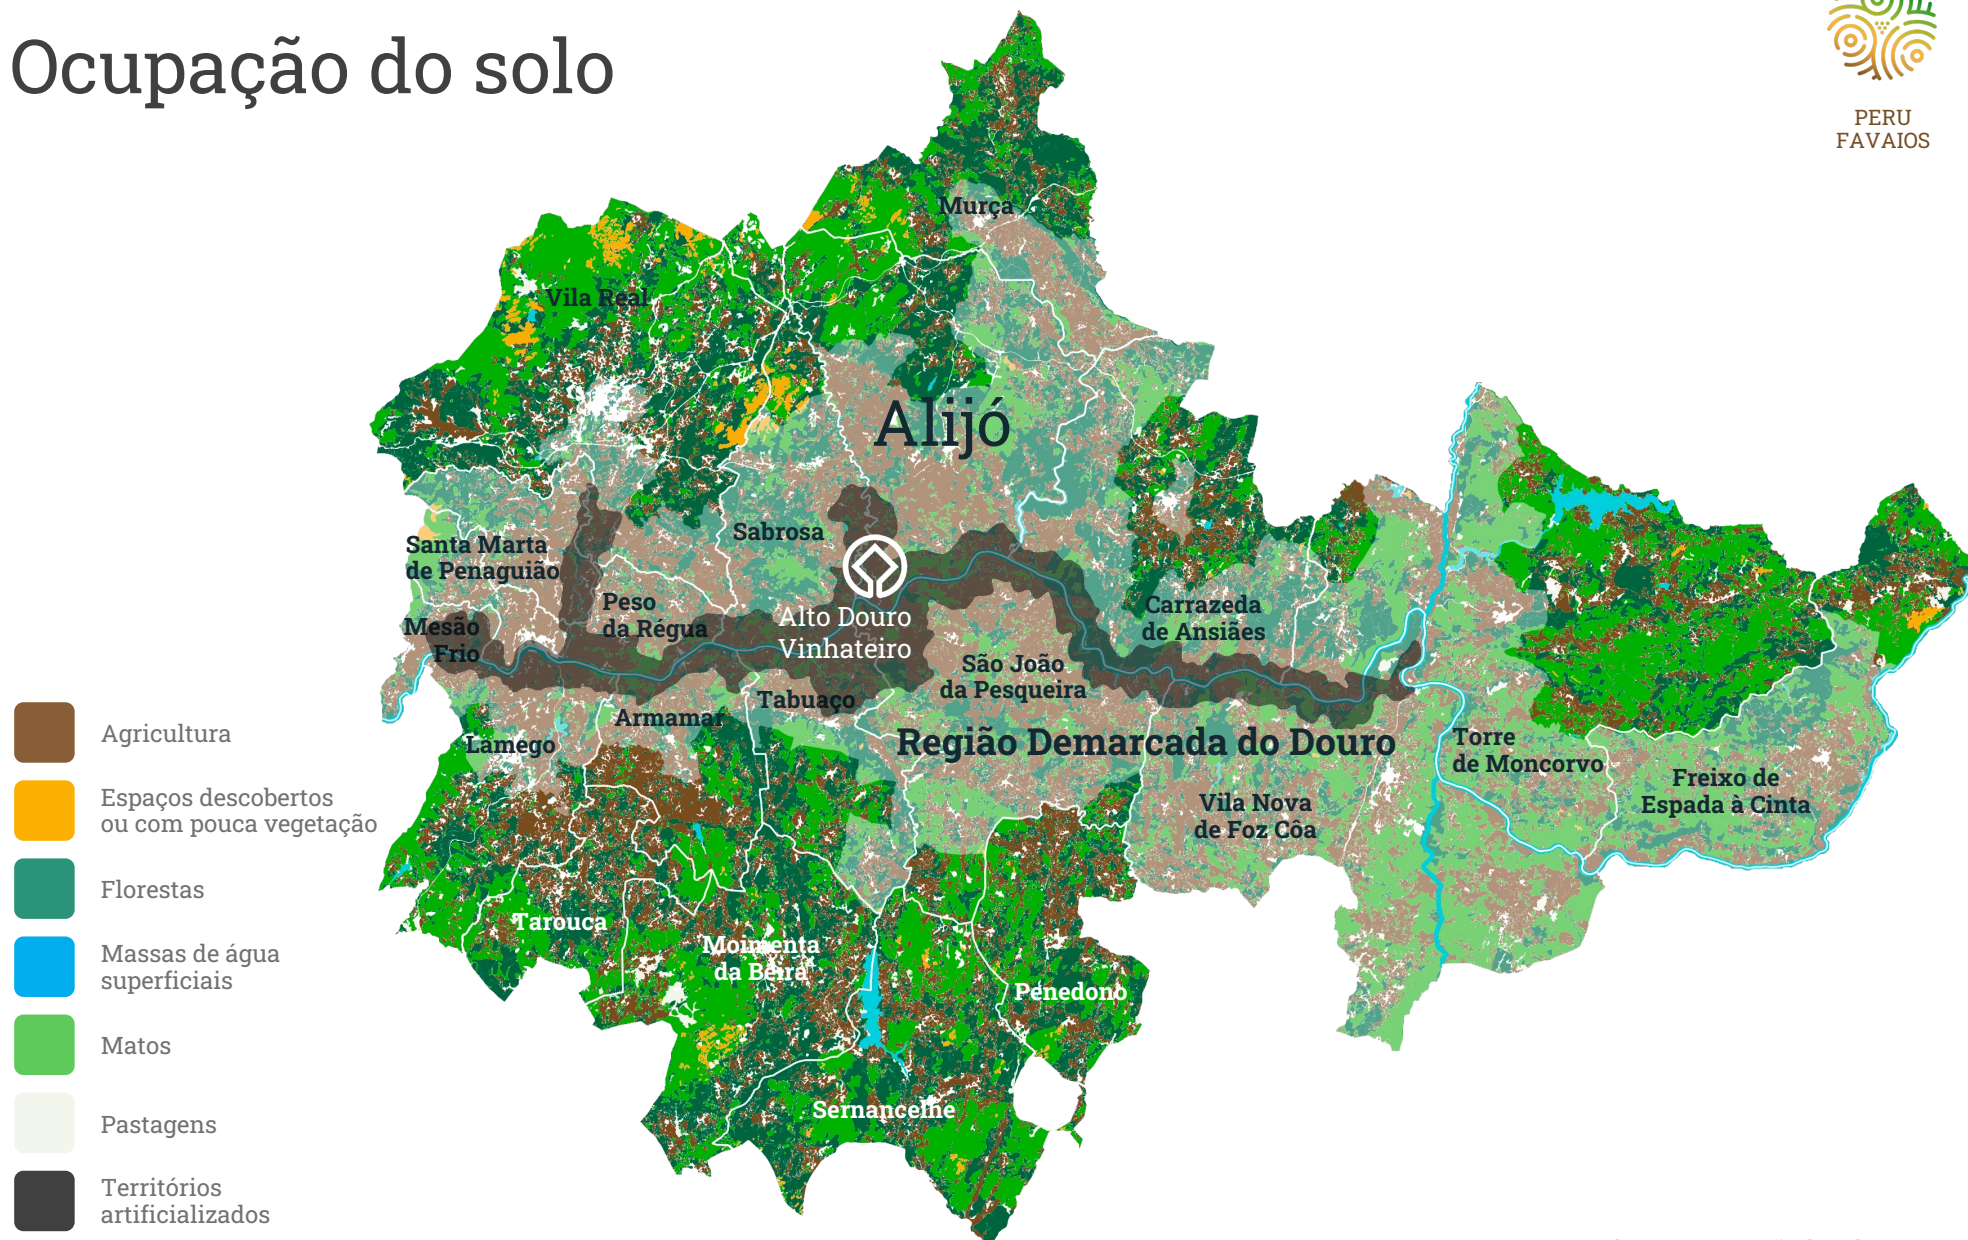 Ocupação do solo
PERU
FAVAIOS
Murça
Vila Real
Alijó
Sabrosa
Santa Marta
de Penaguião
Peso
da Régua
Mesão
Frio
Alto Douro
Vinhateiro
Carrazeda
de Ansiães
São João
da Pesqueira
Tabuaço
Armamar
Lamego
Região Demarcada do Douro
Torre
de Moncorvo
Freixo de
Espada à Cinta
Vila Nova
de Foz Côa
Tarouca
Moimenta
da Beira
Penedono
Sernancelhe
Agricultura
Espaços descobertos
ou com pouca vegetação
Florestas
Massas de água
superficiais
Matos
Pastagens
Territórios
artificializados